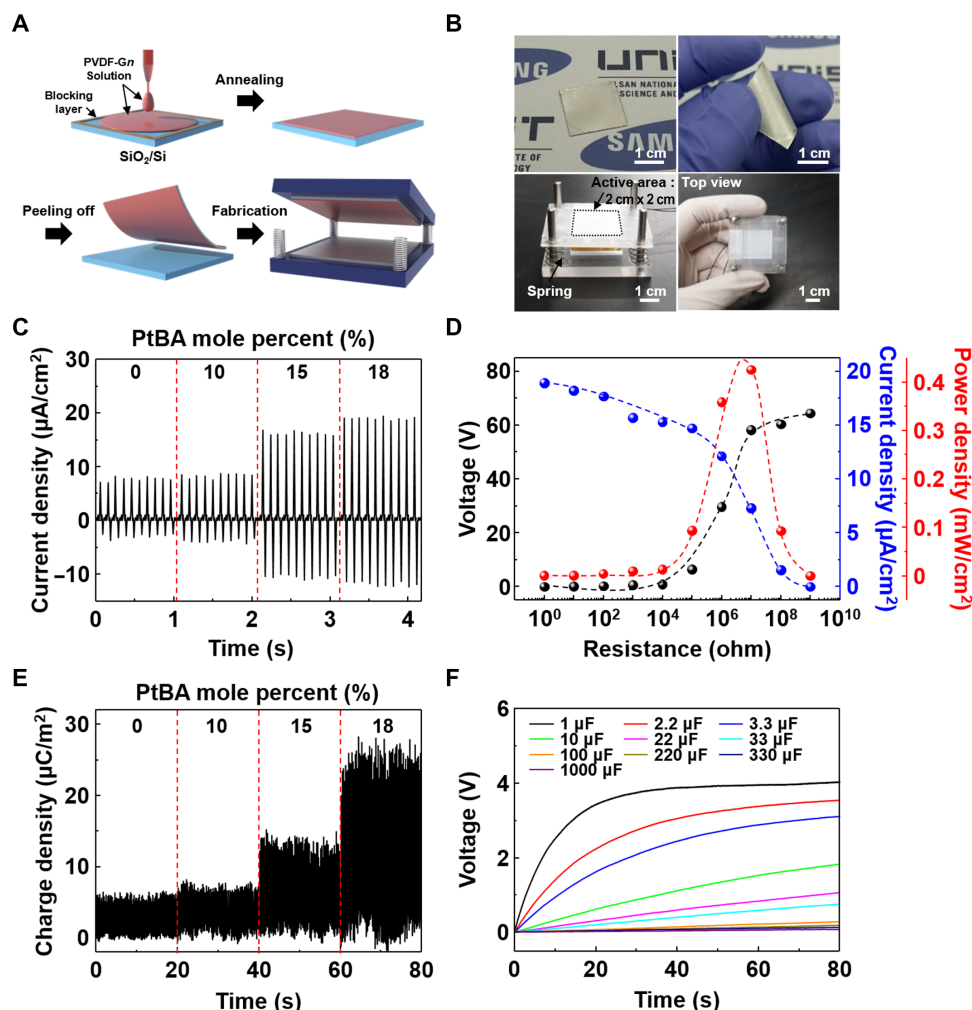 A
PVDF-Gn
Solution
Blocking
layer
SiO2/Si
Annealing
Peeling off
Fabrication
B
SUNG
UNIST
ULSAN NATIONAL
SCIENCE AND
1 cm
1 cm
Active area :
2 cm x 2 cm
Spring
1 cm
Top view
1 cm
C
PtBA mole percent (%)
0 10 15 18
Current density (µA/cm2)
30
20
10
0
−10
0 1 2 3 4
Time (s)
D
Voltage (V)
80
60
40
20
0
20
15
10
5
0
Current density (µA/cm2)
0.4
0.3
0.2
0.1
0
Power density (mW/cm2)
10^0 10^2 10^4 10^6 10^8 10^10
Resistance (ohm)
E
PtBA mole percent (%)
0 10 15 18
Charge density (µC/m2)
30
20
10
0
0 20 40 60 80
Time (s)
F
1 µF 2.2 µF 3.3 µF
10 µF 22 µF 33 µF
100 µF 220 µF 330 µF
1000 µF
Voltage (V)
6
4
2
0
0 20 40 60 80
Time (s)